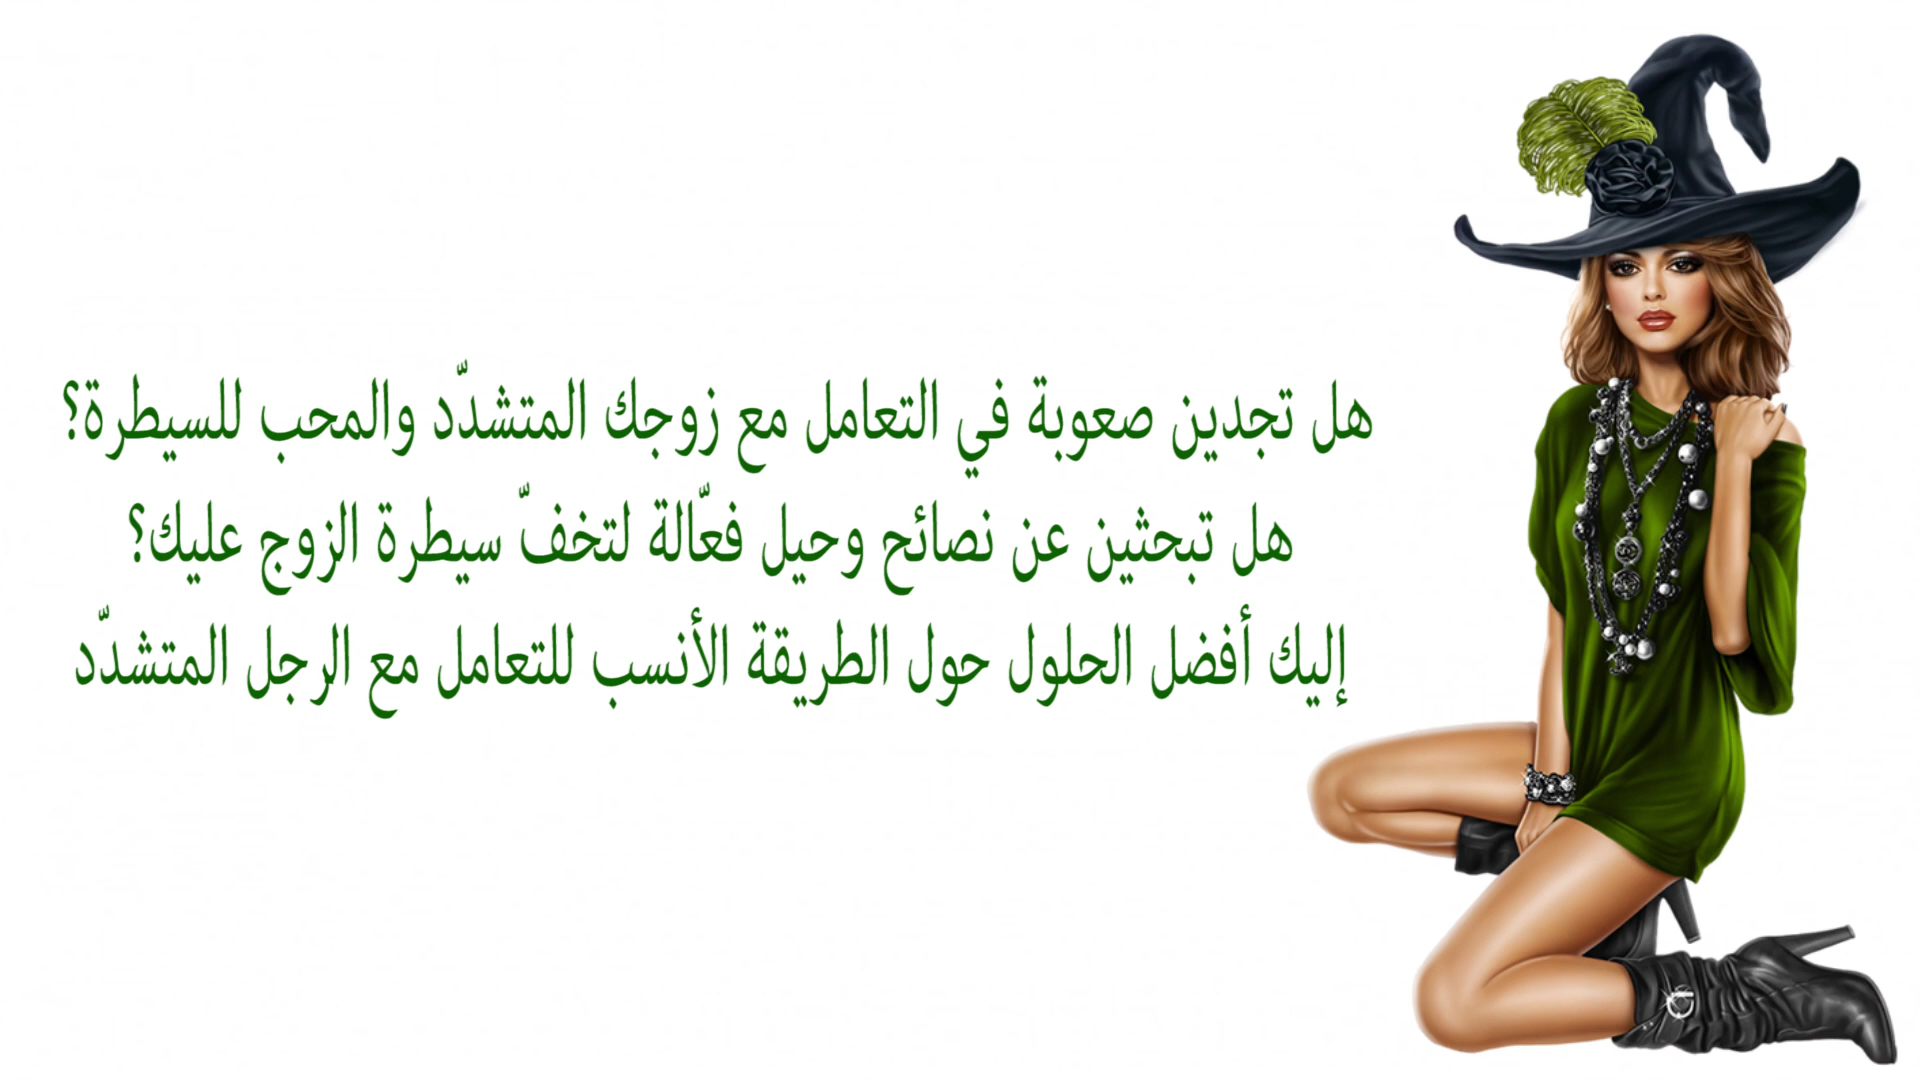 هل تجدين صعوبة في التعامل مع زوجك المتشدّد والمحب للسيطرة؟
هل تبحثين عن نصائح وحيل فعّالة لتخفّ سيطرة الزوج عليك؟
إليك أفضل الحلول حول الطريقة الأنسب للتعامل مع الرجل المتشدّد